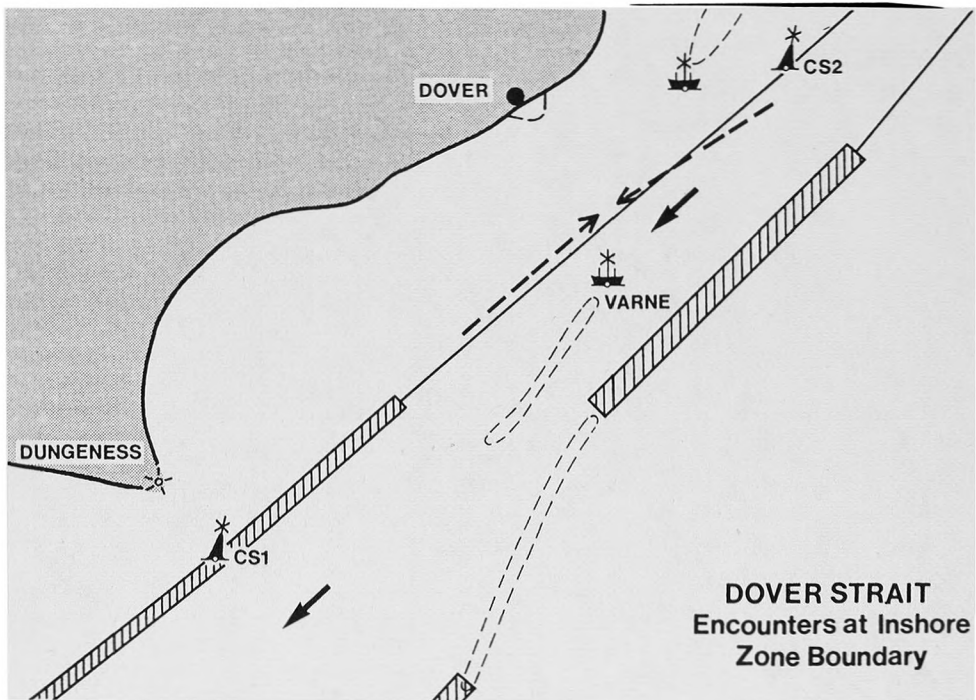 DOVER
CS2
VARNE
DUNGENESS
CS1
DOVER STRAIT
Encounters at Inshore
Zone Boundary